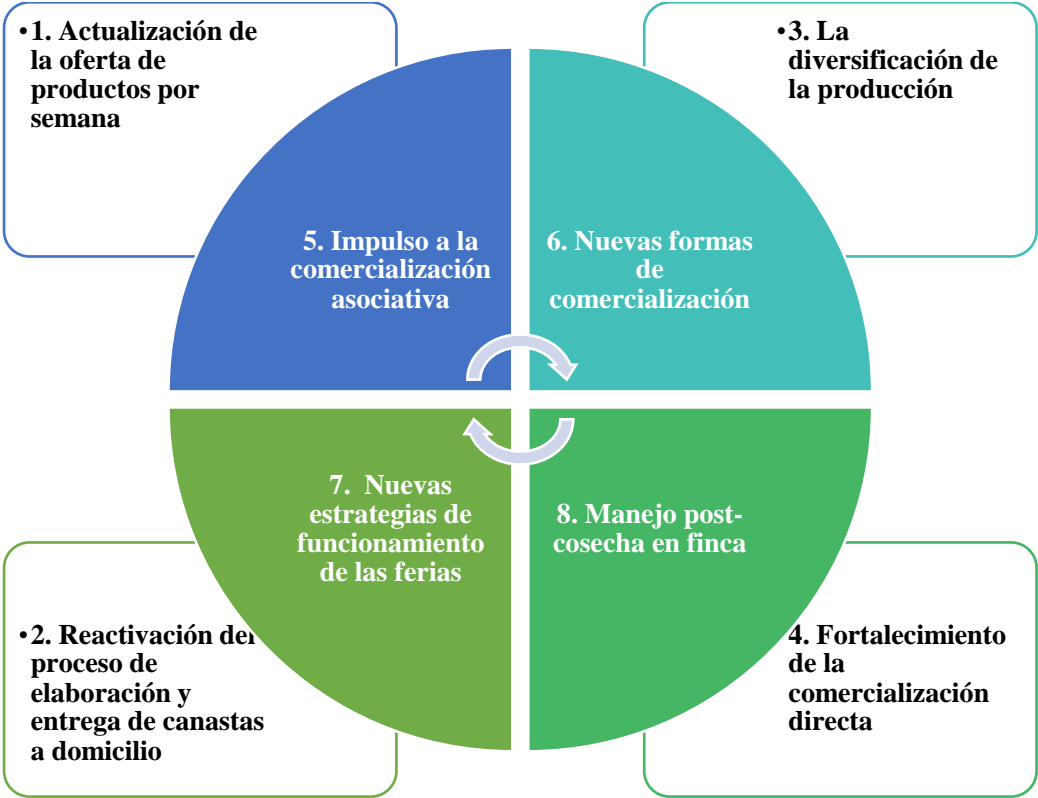 •1. Actualización de
la oferta de
productos por
semana
•3. La
diversificación de
la producción
5. Impulso a la
comercialización
asociativa
6. Nuevas formas
de
comercialización
7. Nuevas
estrategias de
funcionamiento
de las ferias
8. Manejo post-
cosecha en finca
•2. Reactivación del
proceso de
elaboración y
entrega de canastas
a domicilio
4. Fortalecimiento
de la
comercialización
directa